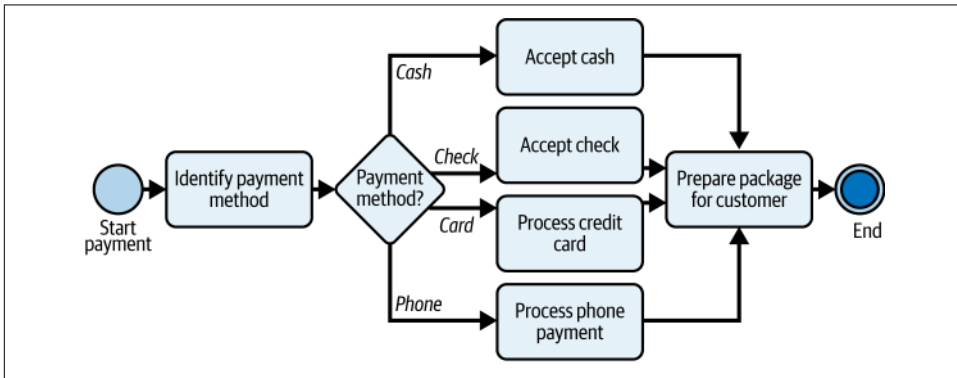 Start
payment
Identify payment
method
Payment
method?
Cash
Check
Card
Phone
Accept cash
Accept check
Process credit
card
Process phone
payment
Prepare package
for customer
End